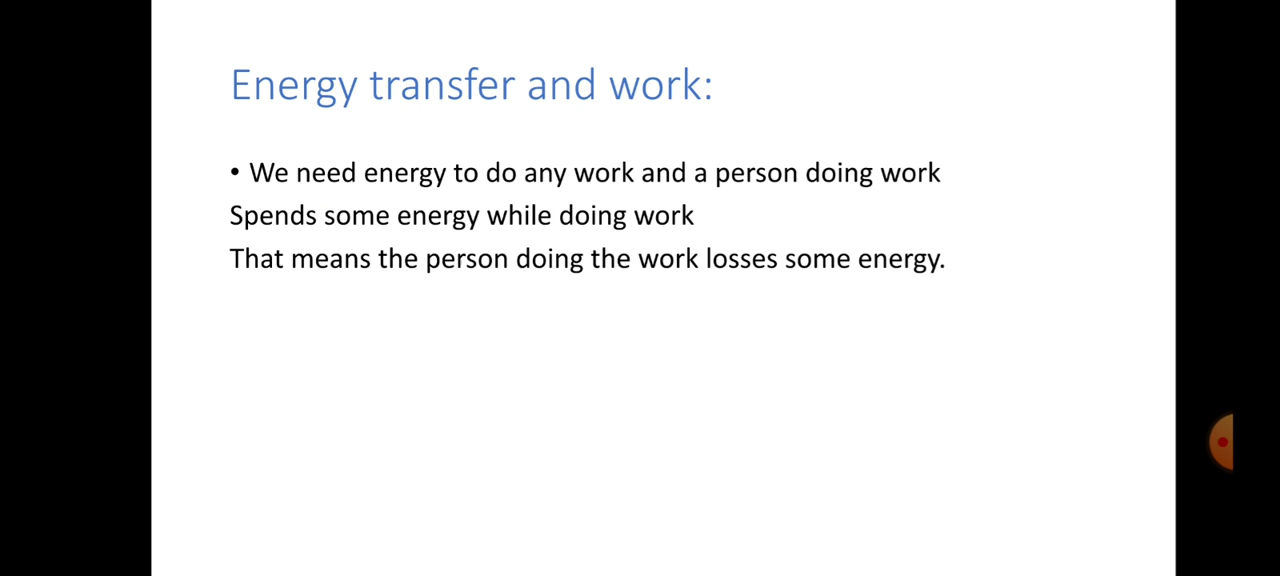 Energy transfer and work:
• We need energy to do any work and a person doing work
Spends some energy while doing work
That means the person doing the work losses some energy.